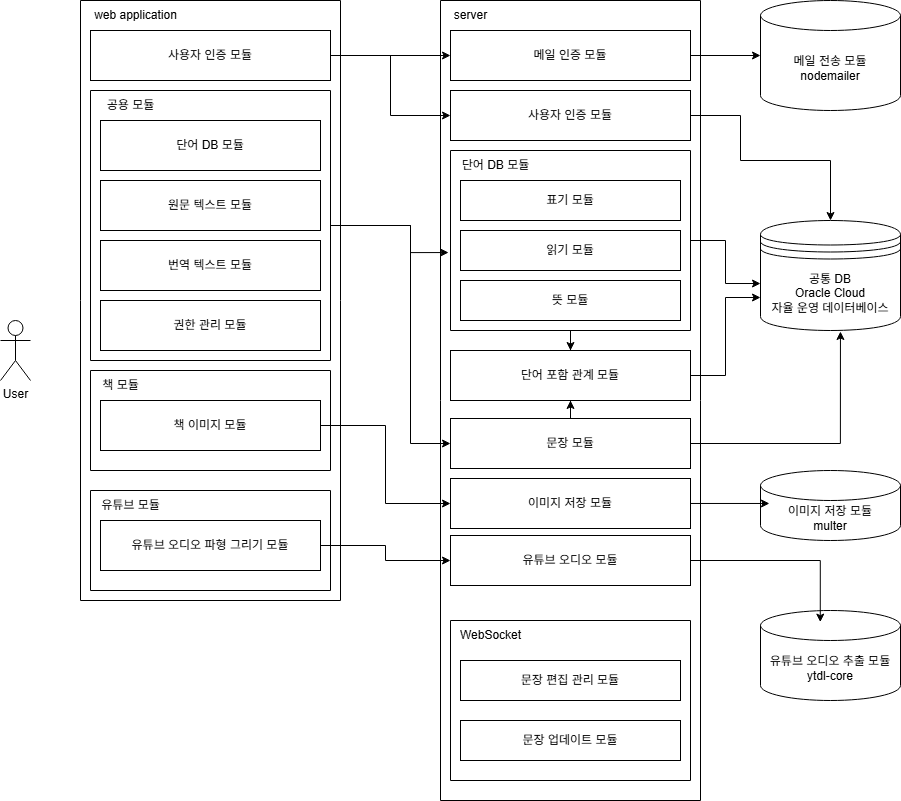 User
web application
사용자 인증 모듈
공용 모듈
단어 DB 모듈
원문 텍스트 모듈
번역 텍스트 모듈
권한 관리 모듈
책 모듈
책 이미지 모듈
유튜브 모듈
유튜브 오디오 파형 그리기 모듈
server
메일 인증 모듈
사용자 인증 모듈
단어 DB 모듈
표기 모듈
읽기 모듈
뜻 모듈
단어 포함 관계 모듈
문장 모듈
이미지 저장 모듈
유튜브 오디오 모듈
WebSocket
문장 편집 관리 모듈
문장 업데이트 모듈
메일 전송 모듈
nodemailer
공통 DB
Oracle Cloud
자율 운영 데이터베이스
이미지 저장 모듈
multer
유튜브 오디오 추출 모듈
ytdl-core